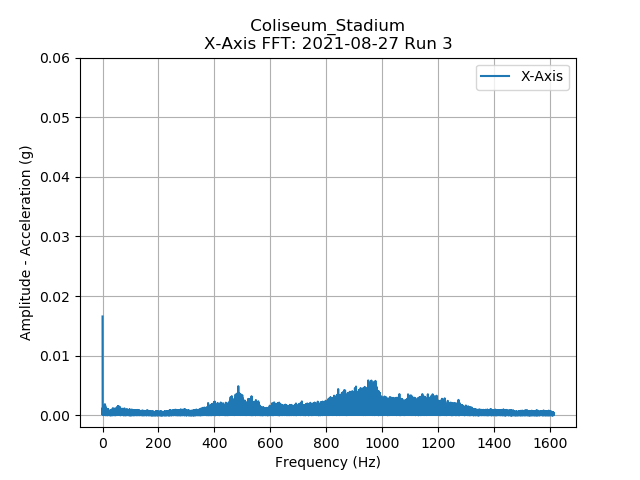 Coliseum_Stadium
X-Axis FFT: 2021-08-27 Run 3
X-Axis
0.06
0.05
0.04
0.03
0.02
0.01
0.00
Amplitude - Acceleration (g)
0 200 400 600 800 1000 1200 1400 1600
Frequency (Hz)